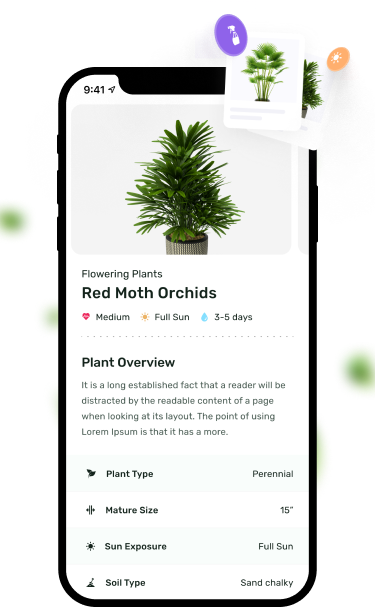 9:41
Flowering Plants
Red Moth Orchids
Medium Full Sun 3-5 days
Plant Overview
It is a long established fact that a reader will be
distracted by the readable content of a page
when looking at its layout. The point of using
Lorem Ipsum is that it has a more.
Plant Type Perennial
Mature Size 15”
Sun Exposure Full Sun
Soil Type Sand chalky